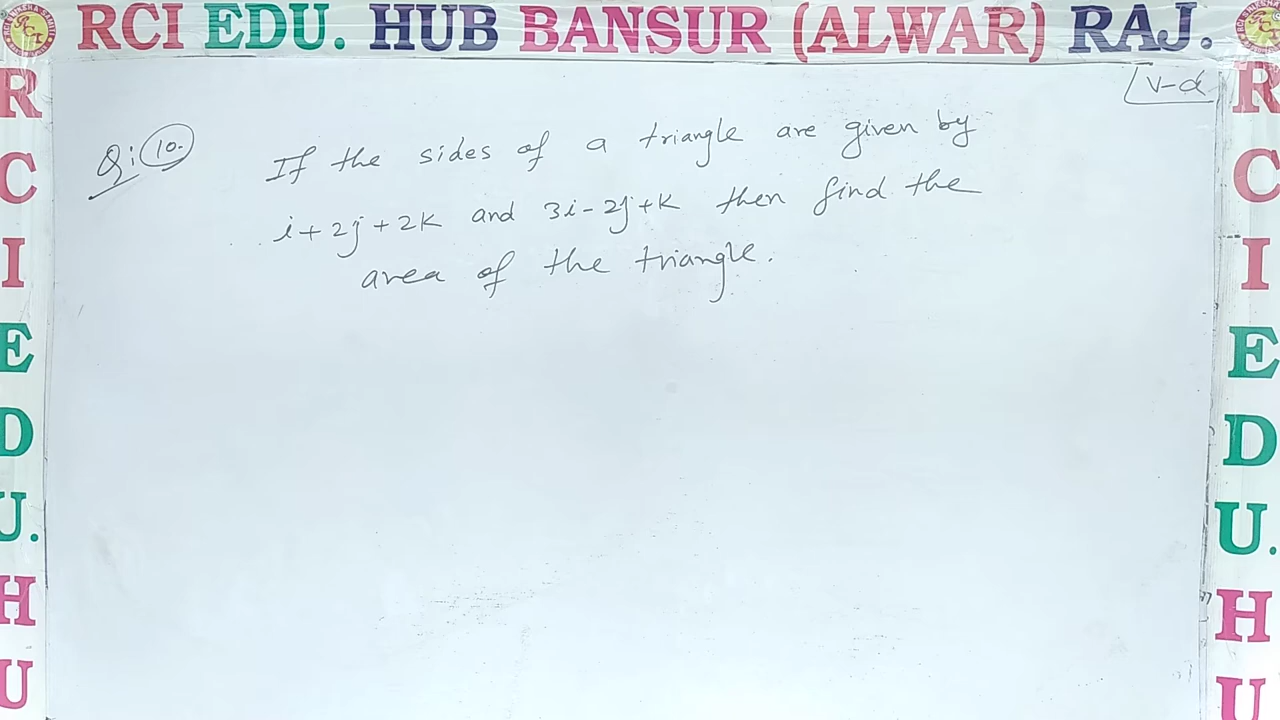 RCI EDU. HUB BANSUR (ALWAR) RAJ.
V-d
Q: 10.
If the sides of a triangle are given by
i+2j+2k and 3i-2j+k then find the
area of the triangle.
R
C
I
E
D
U.
H
U
R
C
I
E
D
U.
H
U